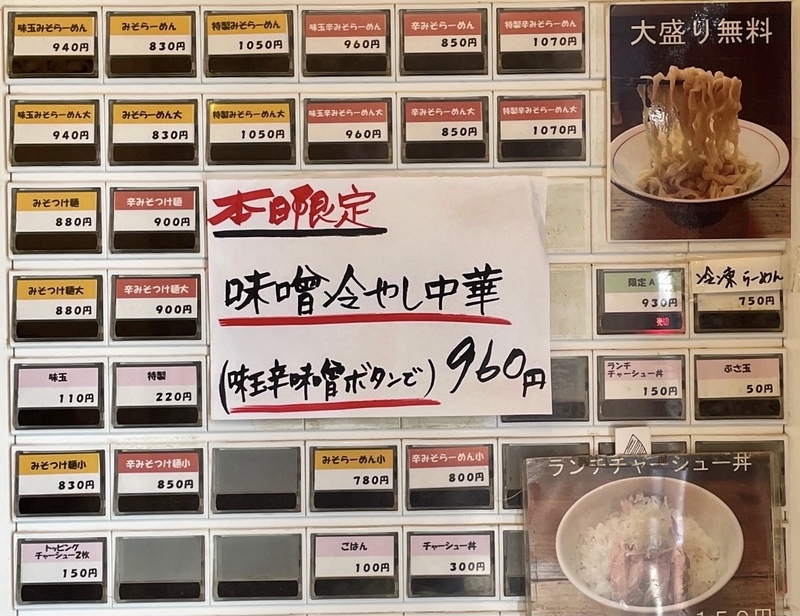 味玉みそらーめん
940円
みそらーめん
830円
特製みそらーめん
1050円
味玉辛みそらーめん
960円
辛みそらーめん
850円
特製辛みそらーめん
1070円
大盛り無料
味玉みそらーめん大
940円
みそらーめん大
830円
特製みそらーめん大
1050円
味玉辛みそらーめん大
960円
辛みそらーめん大
850円
特製辛みそらーめん大
1070円
みそつけ麺
880円
辛みそつけ麺
900円
本日限定
味噌冷やし中華
(味玉辛味噌ボタンで) 960円
みそつけ麺大
880円
辛みそつけ麺大
900円
限定A
930円
売切
冷凍らーめん
750円
味玉
110円
特製
220円
ランチ
チャーシュー丼
150円
ぶさ玉
50円
みそつけ麺小
830円
辛みそつけ麺小
850円
みそらーめん小
780円
辛みそらーめん小
800円
ランチチャーシュー丼
トッピング
チャーシュー2枚
150円
ごはん
100円
チャーシュー丼
300円
150円